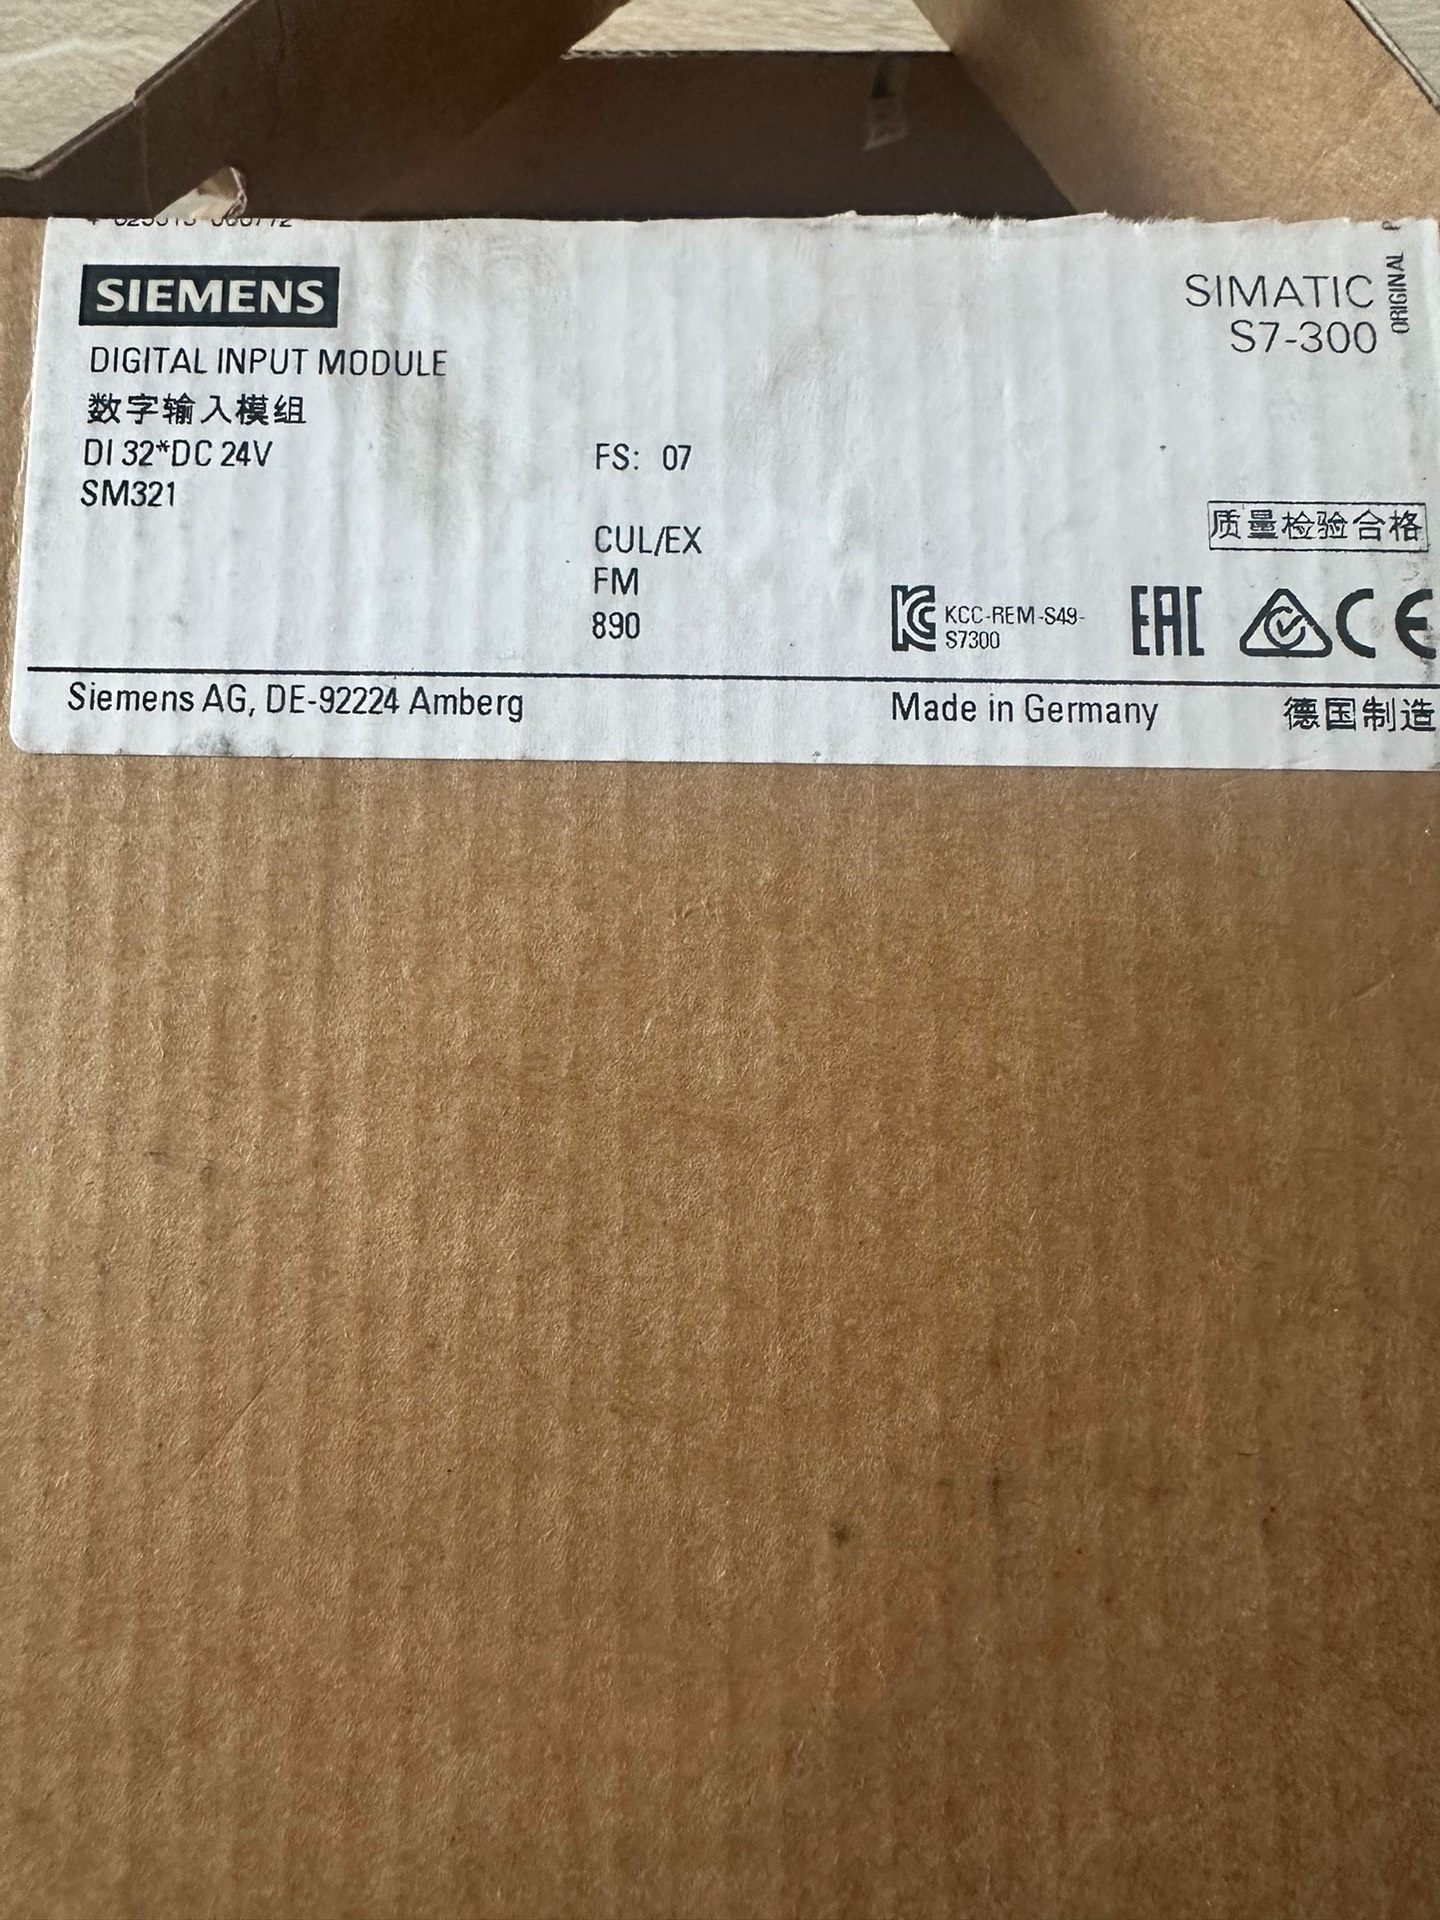 SIEMENS
SIMATIC
S7-300
ORIGINAL
DIGITAL INPUT MODULE
数字输入模组
DI 32*DC 24V
FS: 07
SM321
质量检验合格
CUL/EX
FM
890
KCC-REM-S49-
S7300
EAC
CE
Siemens AG, DE-92224 Amberg
Made in Germany
德国制造